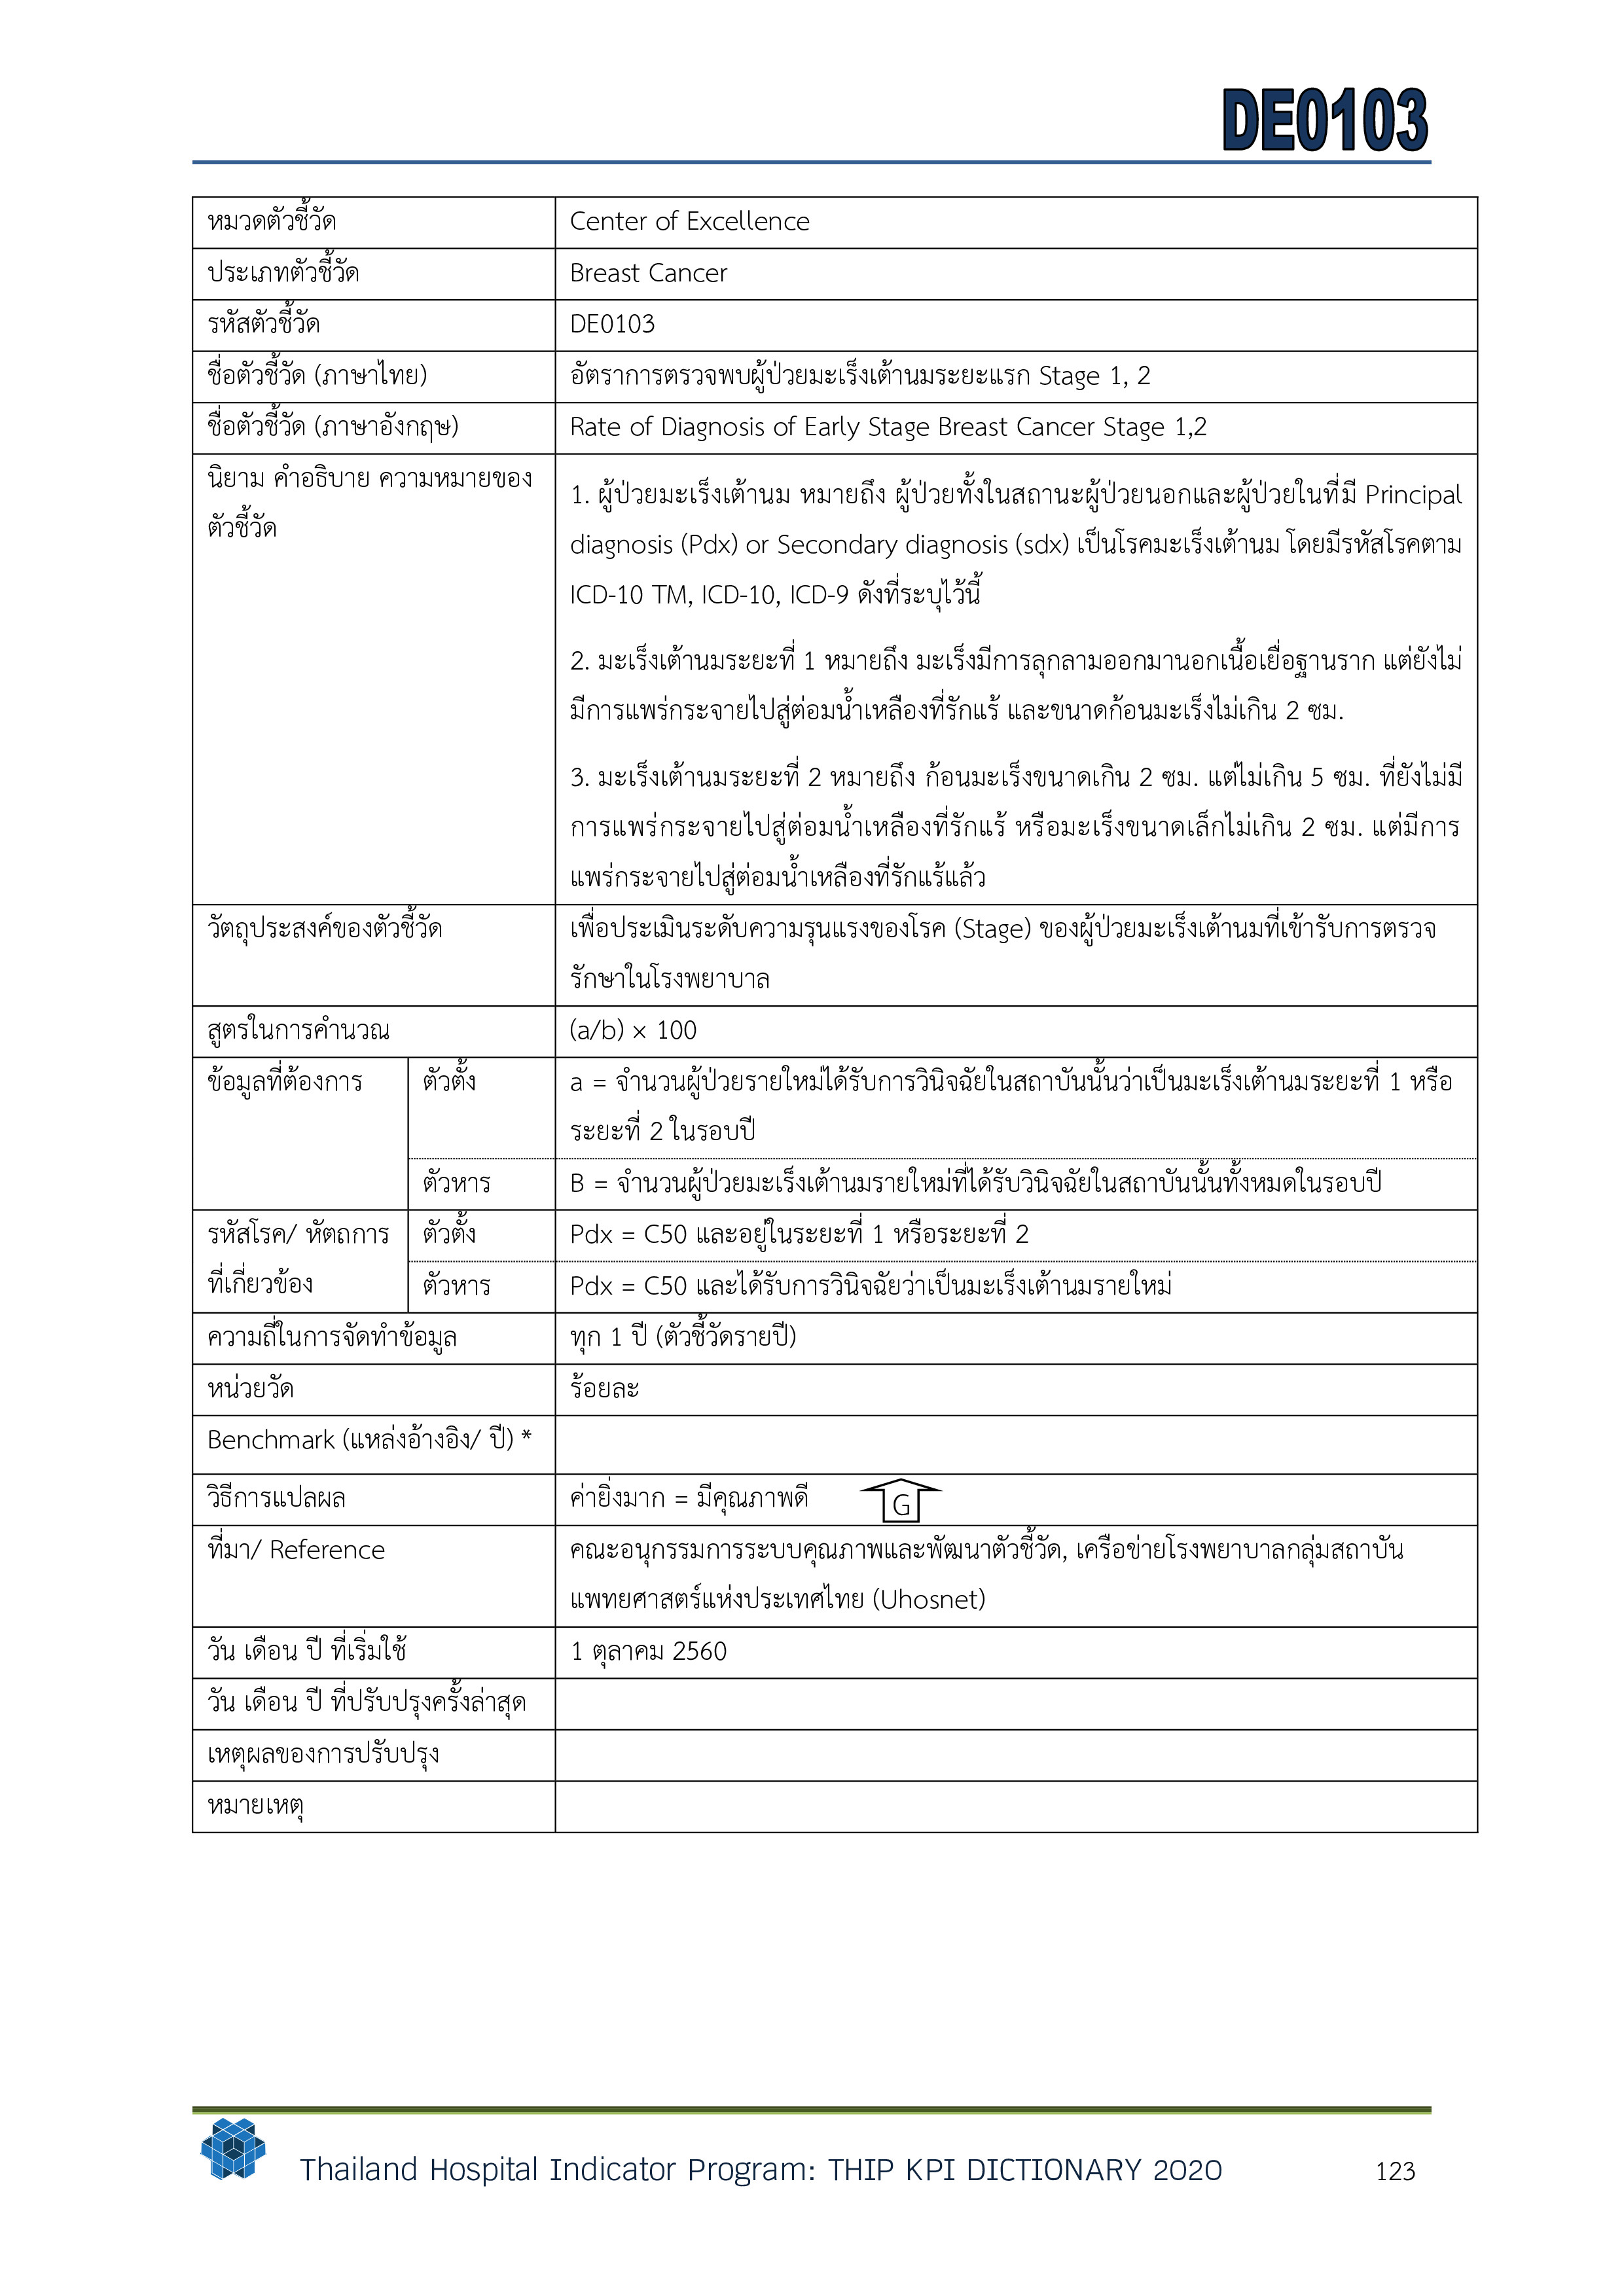 DE0103
หมวดตัวชี้วัด
Center of Excellence
ประเภทตัวชี้วัด
Breast Cancer
รหัสตัวชี้วัด
DE0103
ชื่อตัวชี้วัด (ภาษาไทย)
อัตราการตรวจพบผู้ป่วยมะเร็งเต้านมระยะแรก Stage 1, 2
ชื่อตัวชี้วัด (ภาษาอังกฤษ)
Rate of Diagnosis of Early Stage Breast Cancer Stage 1,2
นิยาม คำอธิบาย ความหมายของ
ตัวชี้วัด
1. ผู้ป่วยมะเร็งเต้านม หมายถึง ผู้ป่วยทั้งในสถานะผู้ป่วยนอกและผู้ป่วยในที่มี Principal
diagnosis (Pdx) or Secondary diagnosis (sdx) เป็นโรคมะเร็งเต้านม โดยมีรหัสโรคตาม
ICD-10 TM, ICD-10, ICD-9 ดังที่ระบุไว้นี้
2. มะเร็งเต้านมระยะที่ 1 หมายถึง มะเร็งมีการลุกลามออกมานอกเนื้อเยื่อฐานราก แต่ยังไม่
มีการแพร่กระจายไปสู่ต่อมน้ำเหลืองที่รักแร้ และขนาดก้อนมะเร็งไม่เกิน 2 ซม.
3. มะเร็งเต้านมระยะที่ 2 หมายถึง ก้อนมะเร็งขนาดเกิน 2 ซม. แต่ไม่เกิน 5 ซม. ที่ยังไม่มี
การแพร่กระจายไปสู่ต่อมน้ำเหลืองที่รักแร้ หรือมะเร็งขนาดเล็กไม่เกิน 2 ซม. แต่มีการ
แพร่กระจายไปสู่ต่อมน้ำเหลืองที่รักแร้แล้ว
วัตถุประสงค์ของตัวชี้วัด
เพื่อประเมินระดับความรุนแรงของโรค (Stage) ของผู้ป่วยมะเร็งเต้านมที่เข้ารับการตรวจ
รักษาในโรงพยาบาล
สูตรในการคำนวณ
(a/b) × 100
ข้อมูลที่ต้องการ
ตัวตั้ง
a = จำนวนผู้ป่วยรายใหม่ได้รับการวินิจฉัยในสถาบันนั้นว่าเป็นมะเร็งเต้านมระยะที่ 1 หรือ
ระยะที่ 2 ในรอบปี
ตัวหาร
B = จำนวนผู้ป่วยมะเร็งเต้านมรายใหม่ที่ได้รับวินิจฉัยในสถาบันนั้นทั้งหมดในรอบปี
รหัสโรค/ หัตถการ
ที่เกี่ยวข้อง
ตัวตั้ง
Pdx = C50 และอยู่ในระยะที่ 1 หรือระยะที่ 2
ตัวหาร
Pdx = C50 และได้รับการวินิจฉัยว่าเป็นมะเร็งเต้านมรายใหม่
ความถี่ในการจัดทำข้อมูล
ทุก 1 ปี (ตัวชี้วัดรายปี)
หน่วยวัด
ร้อยละ
Benchmark (แหล่งอ้างอิง/ ปี) *
วิธีการแปลผล
ค่ายิ่งมาก = มีคุณภาพดี
G
ที่มา/ Reference
คณะอนุกรรมการระบบคุณภาพและพัฒนาตัวชี้วัด, เครือข่ายโรงพยาบาลกลุ่มสถาบัน
แพทยศาสตร์แห่งประเทศไทย (Uhosnet)
วัน เดือน ปี ที่เริ่มใช้
1 ตุลาคม 2560
วัน เดือน ปี ที่ปรับปรุงครั้งล่าสุด
เหตุผลของการปรับปรุง
หมายเหตุ
Thailand Hospital Indicator Program: THIP KPI DICTIONARY 2020
123